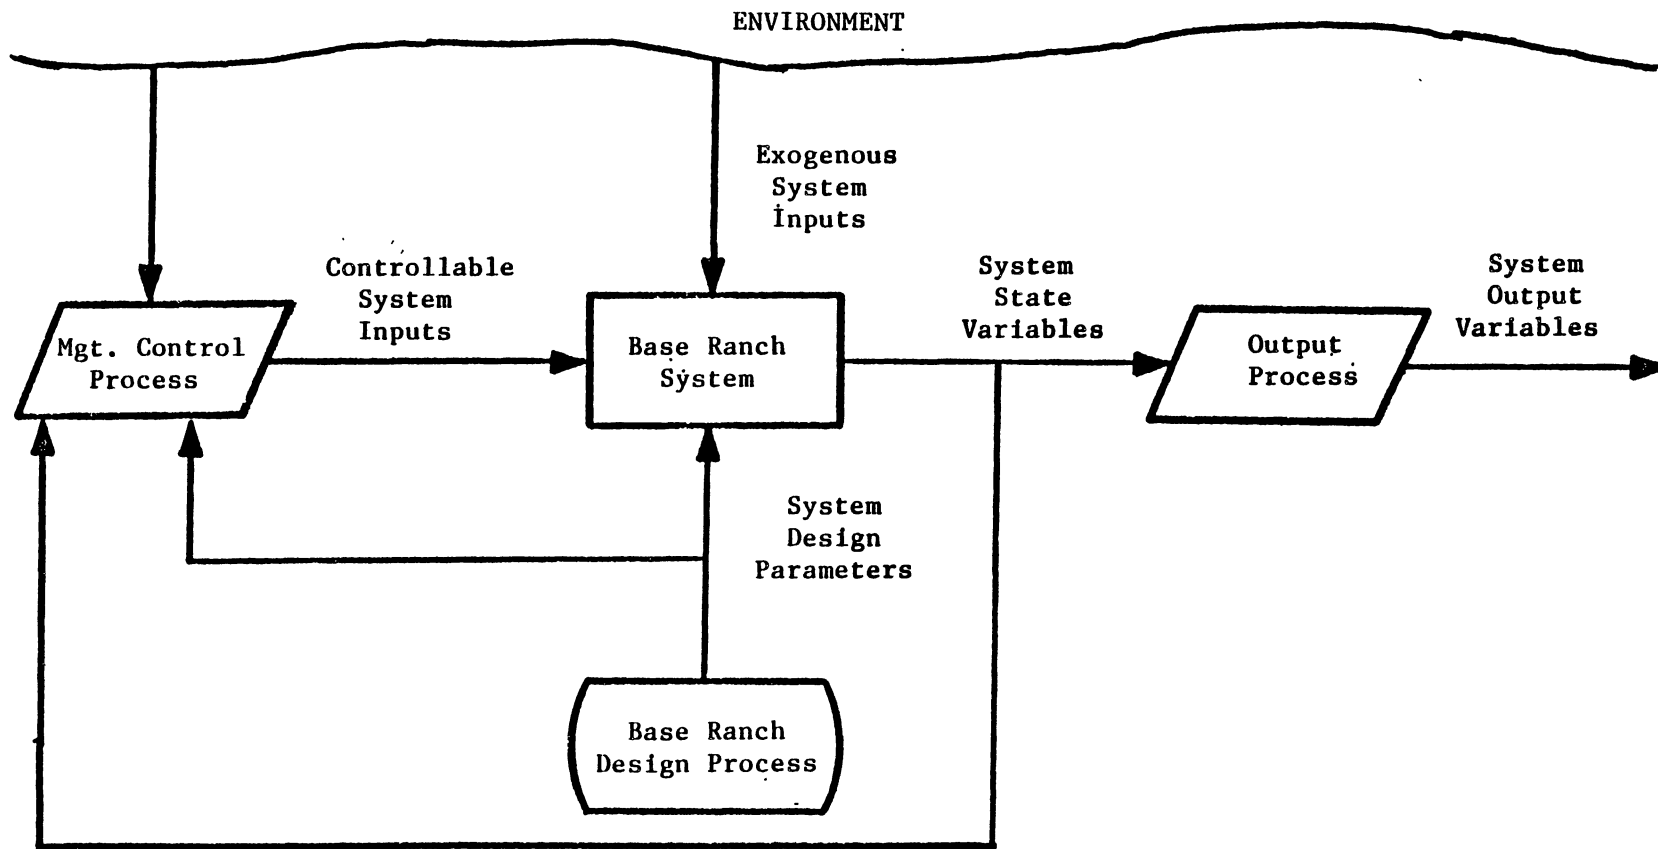 ENVIRONMENT
Exogenous
System
Inputs
Controllable
System
Inputs
System
State
Variables
System
Output
Variables
Mgt. Control
Process
Base Ranch
System
Output
Process
System
Design
Parameters
Base Ranch
Design Process